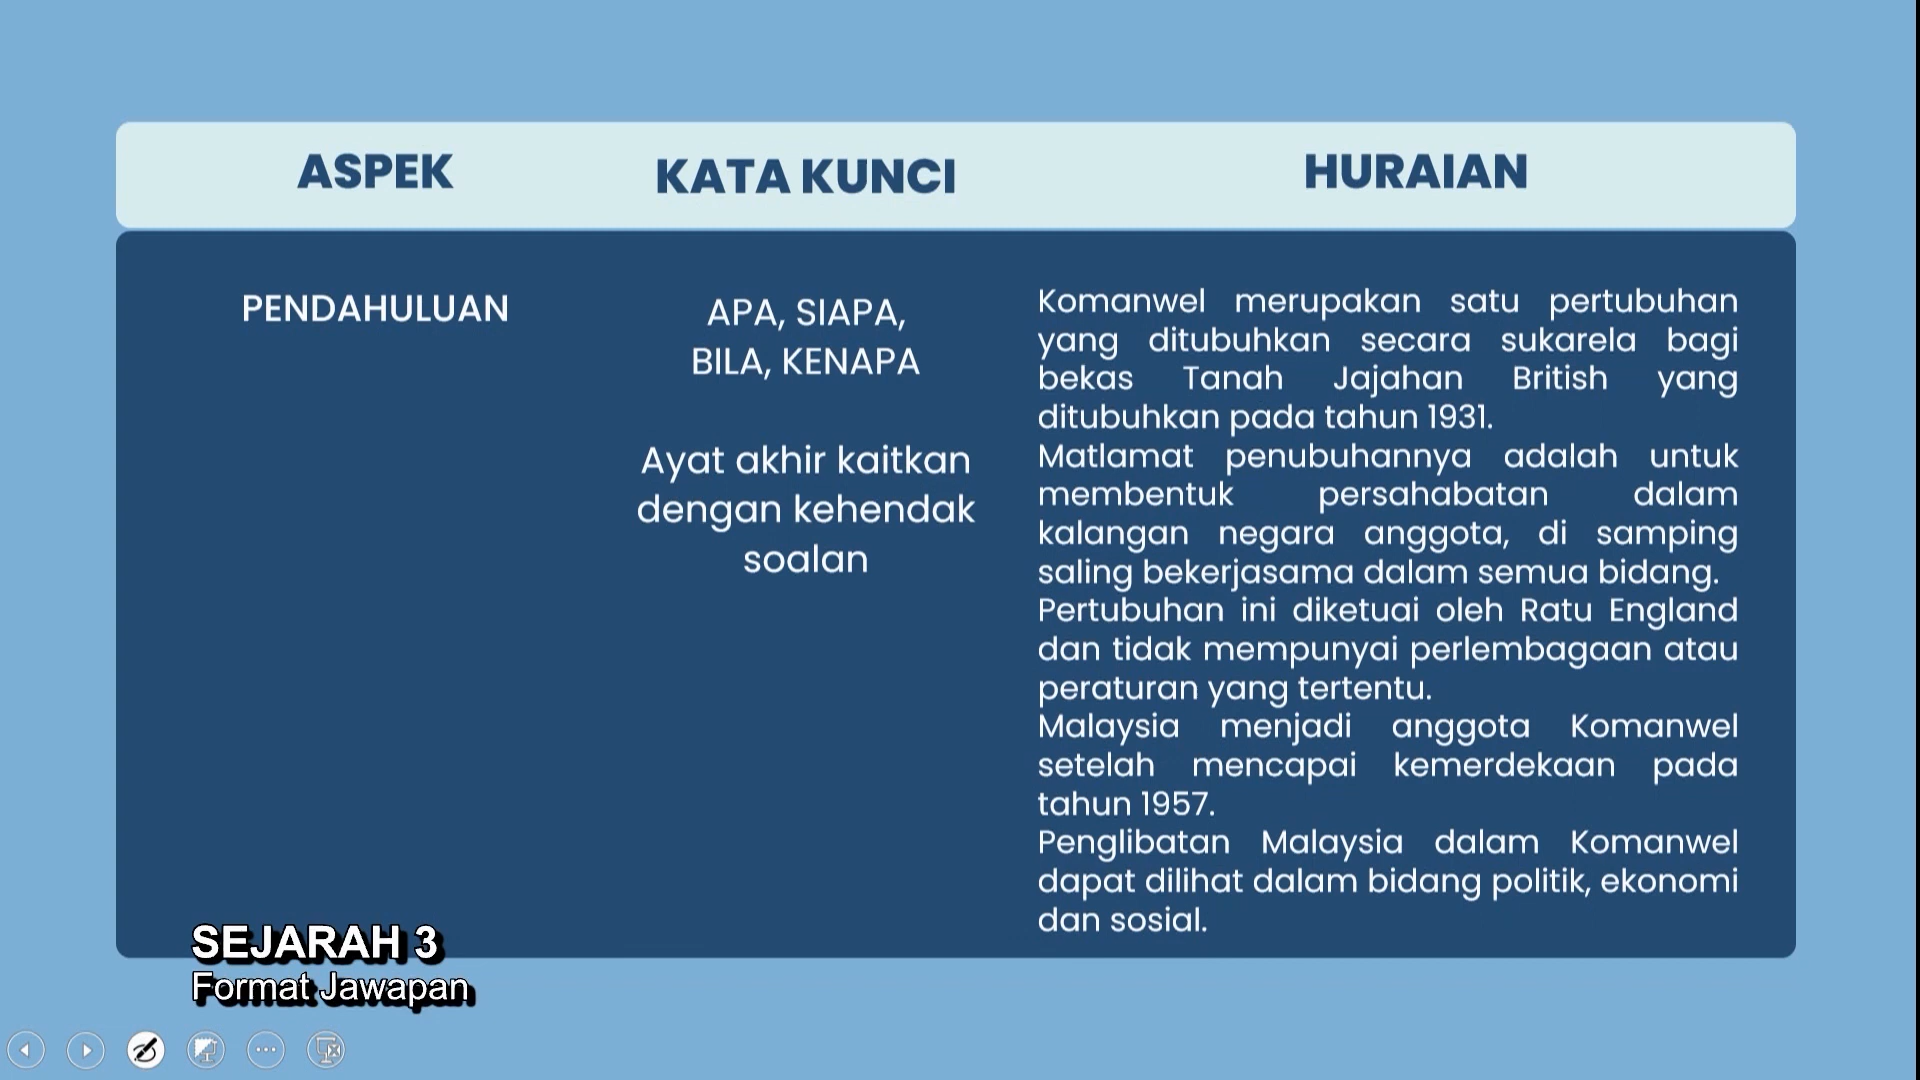 ASPEK
KATA KUNCI
HURAIAN
PENDAHULUAN
APA, SIAPA,
BILA, KENAPA
Ayat akhir kaitkan
dengan kehendak
soalan
Komanwel merupakan satu pertubuhan
yang ditubuhkan secara sukarela bagi
bekas Tanah Jajahan British yang
ditubuhkan pada tahun 1931.
Matlamat penubuhannya adalah untuk
membentuk persahabatan dalam
kalangan negara anggota, di samping
saling bekerjasama dalam semua bidang.
Pertubuhan ini diketuai oleh Ratu England
dan tidak mempunyai perlembagaan atau
peraturan yang tertentu.
Malaysia menjadi anggota Komanwel
setelah mencapai kemerdekaan pada
tahun 1957.
Penglibatan Malaysia dalam Komanwel
dapat dilihat dalam bidang politik, ekonomi
dan sosial.
SEJARAH 3
Format Jawapan